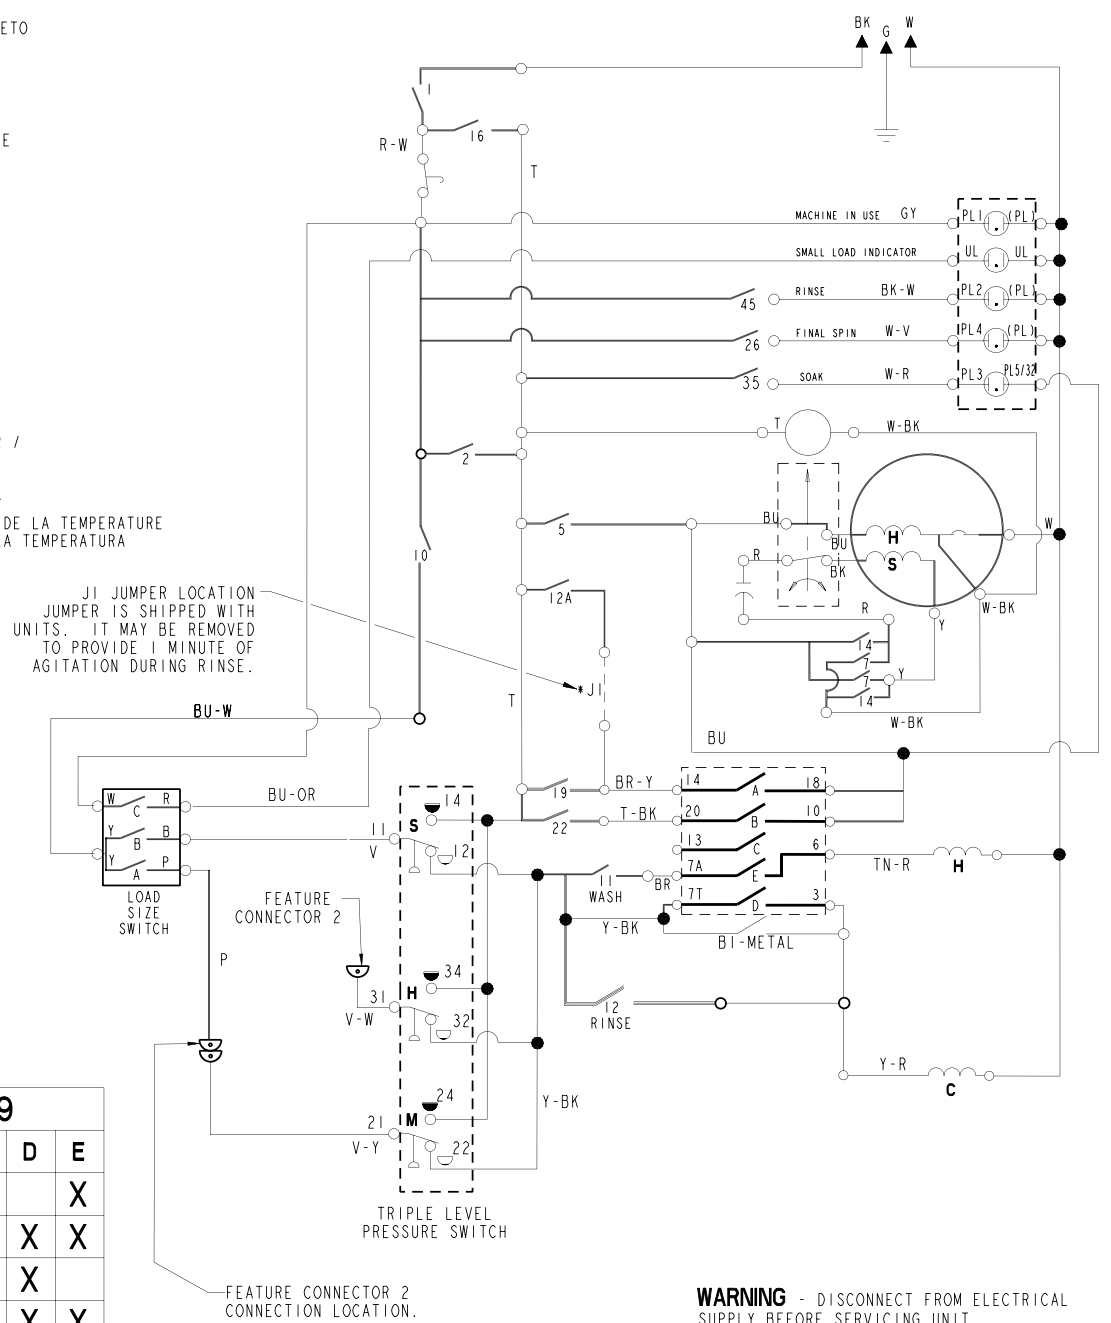 ETO
BK
G
W
1
16
E
R-W
T
MACHINE IN USE GY
PL1 (PL)
SMALL LOAD INDICATOR
UL UL
RINSE BK-W
PL2 (PL)
45
FINAL SPIN W-V
PL4 (PL)
26
SOAK W-R
PL3 PL5/32
35
T
W-BK
/
2
DE LA TEMPERATURE
A TEMPERATURA
5
BU
W
BU
H
10
R
BK
S
J1 JUMPER LOCATION
JUMPER IS SHIPPED WITH
UNITS. IT MAY BE REMOVED
TO PROVIDE 1 MINUTE OF
AGITATION DURING RINSE.
12A
W-BK
R
Y
14
7
7
Y
14
* J1
T
BU-W
W-BK
BU
W R
C
BU-OR
Y B
B
Y P
A
LOAD
SIZE
SWITCH
14
S
12
11
V
19
BR-Y
22
T-BK
14 A 18
20 B 10
13 C 6
7A E
7T D 3
TN-R
H
11
WASH
BR
Y-BK
BI-METAL
FEATURE
CONNECTOR 2
P
34
H
31
V-W
32
12
RINSE
Y-R
C
24
M
21
V-Y
22
Y-BK
9
D E
X
X X
X
X X
TRIPLE LEVEL
PRESSURE SWITCH
FEATURE CONNECTOR 2
CONNECTION LOCATION.
WARNING - DISCONNECT FROM ELECTRICAL
SUPPLY BEFORE SERVICING UNIT